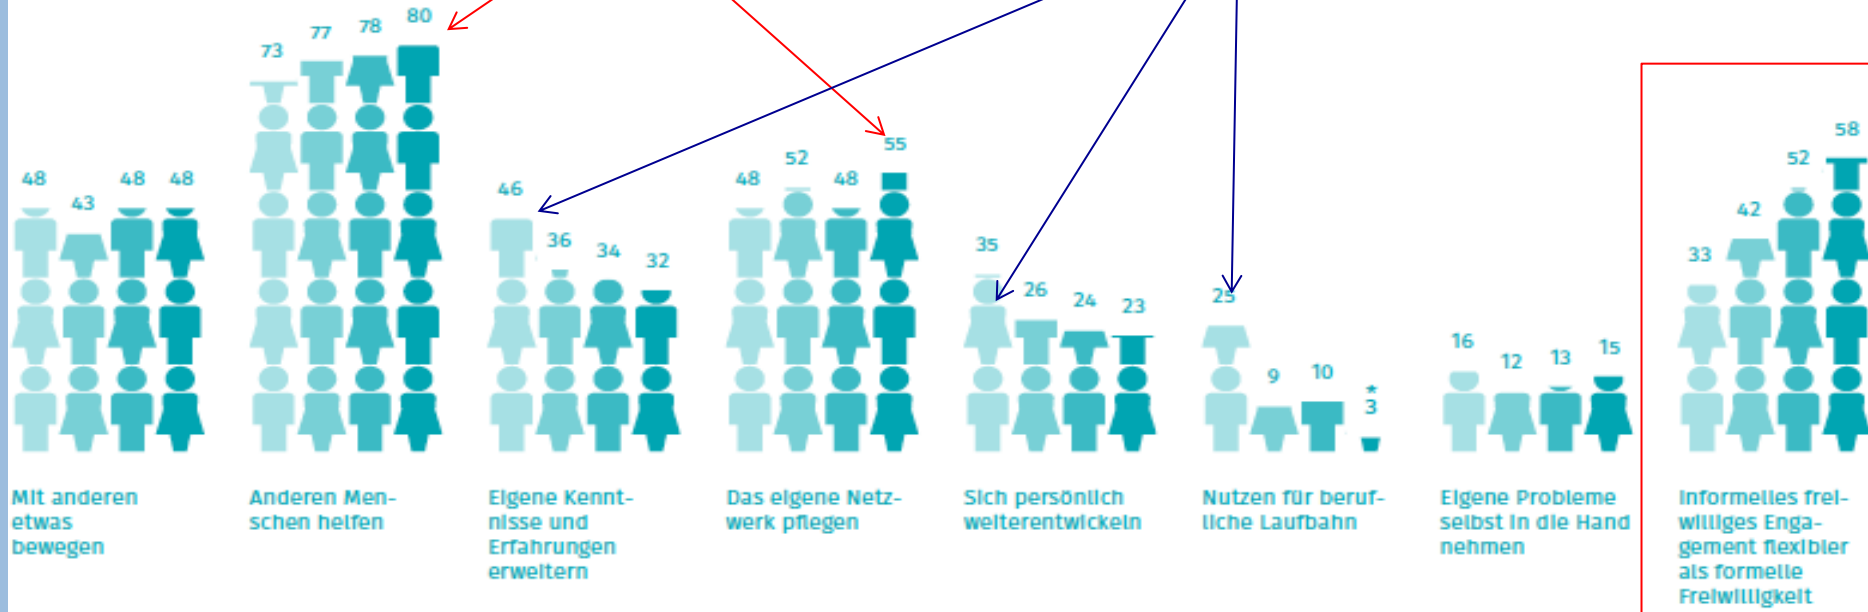 48 43 48 48
73 77 78 80
46 36 34 32
48 52 48 55
35 26 24 23
25 9 10 * 3
16 12 13 15
33 42 52 58
Mit anderen
etwas
bewegen
Anderen Men-
schen helfen
Eigene Kennt-
nisse und
Erfahrungen
erweitern
Das eigene Netz-
werk pflegen
Sich persönlich
weiterentwickeln
Nutzen für beruf-
liche Laufbahn
Eigene Probleme
selbst in die Hand
nehmen
Informelles frei-
williges Enga-
gement flexibler
als formelle
Freiwilligkeit